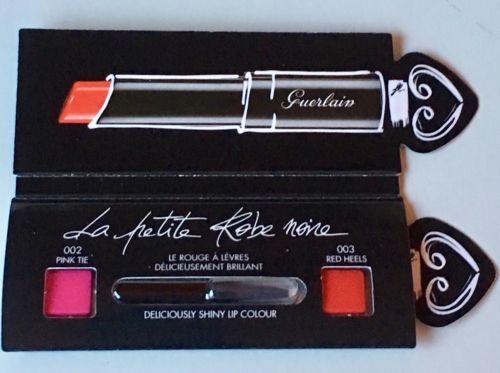 Guerlain
La petite Robe noire
002
PINK TIE
LE ROUGE À LÈVRES
DÉLICIEUSEMENT BRILLANT
003
RED HEELS
DELICIOUSLY SHINY LIP COLOUR